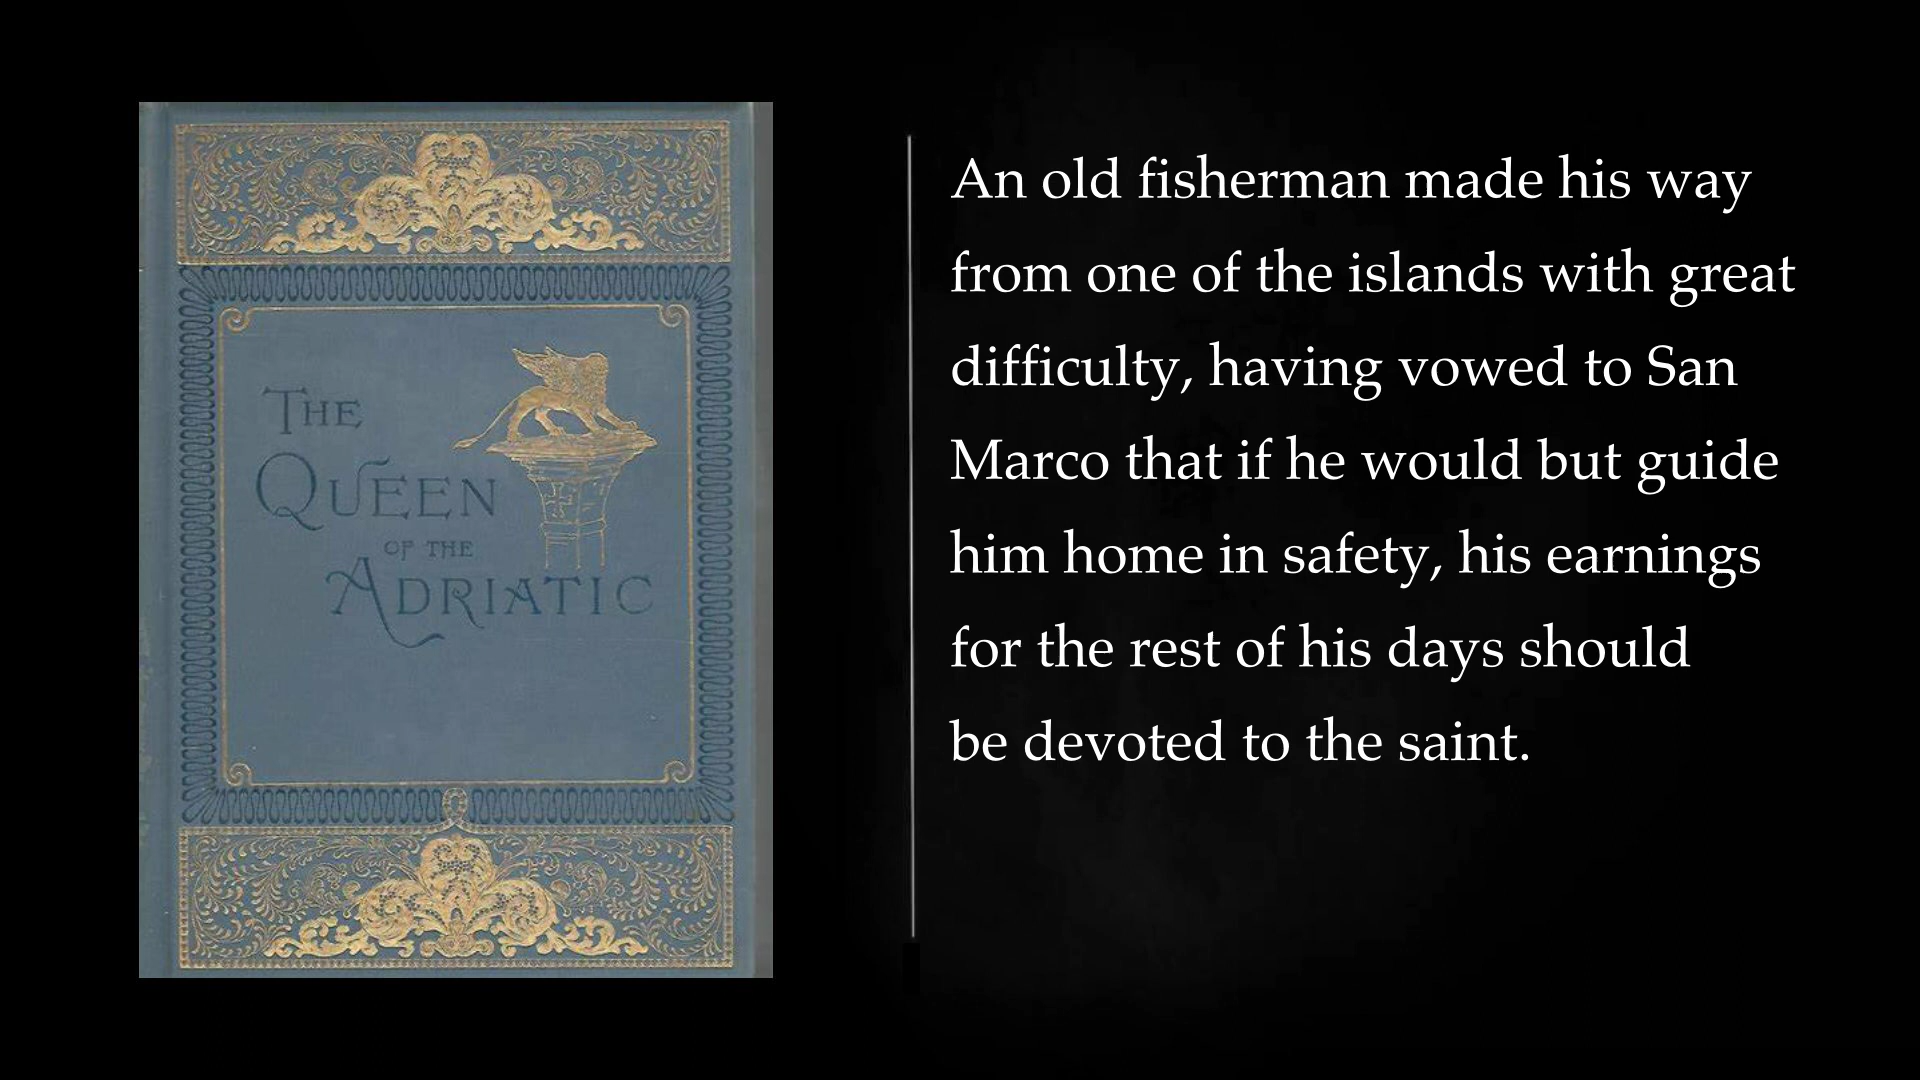 THE
QUEEN
OF THE
ADRIATIC
An old fisherman made his way
from one of the islands with great
difficulty, having vowed to San
Marco that if he would but guide
him home in safety, his earnings
for the rest of his days should
be devoted to the saint.